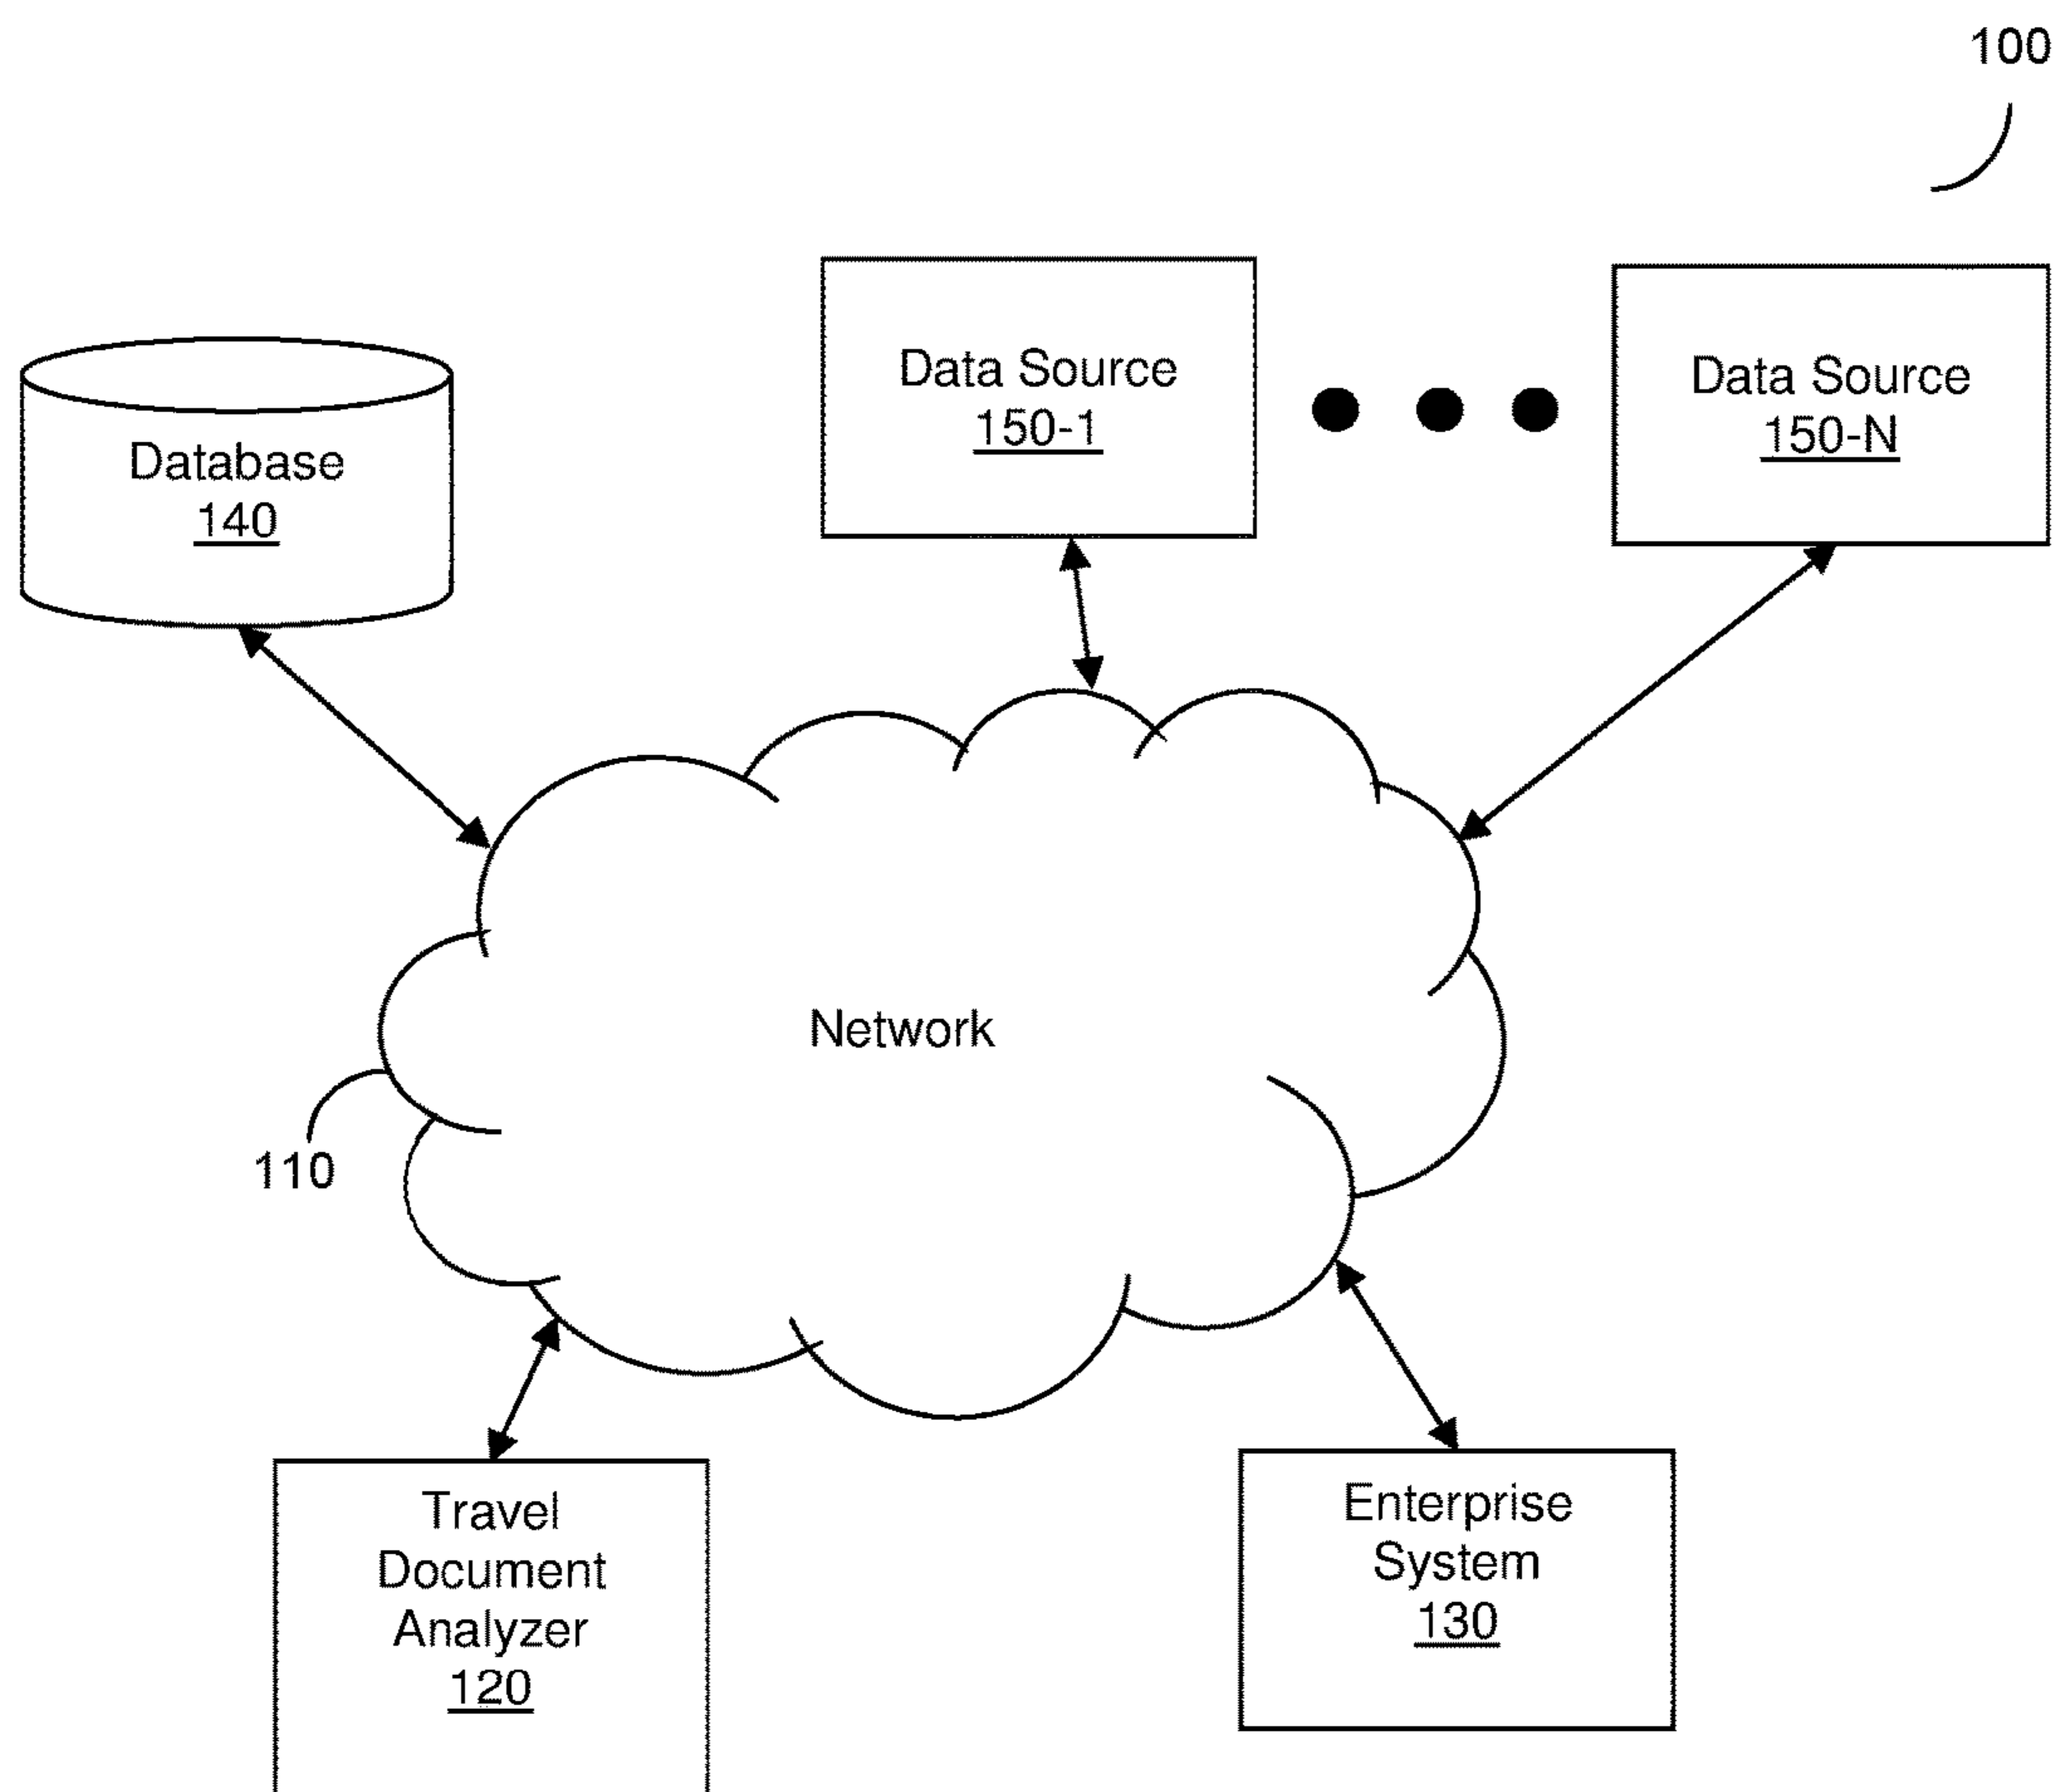 100
Data Source
150-1
Data Source
150-N
Database
140
Network
110
Travel
Document
Analyzer
120
Enterprise
System
130